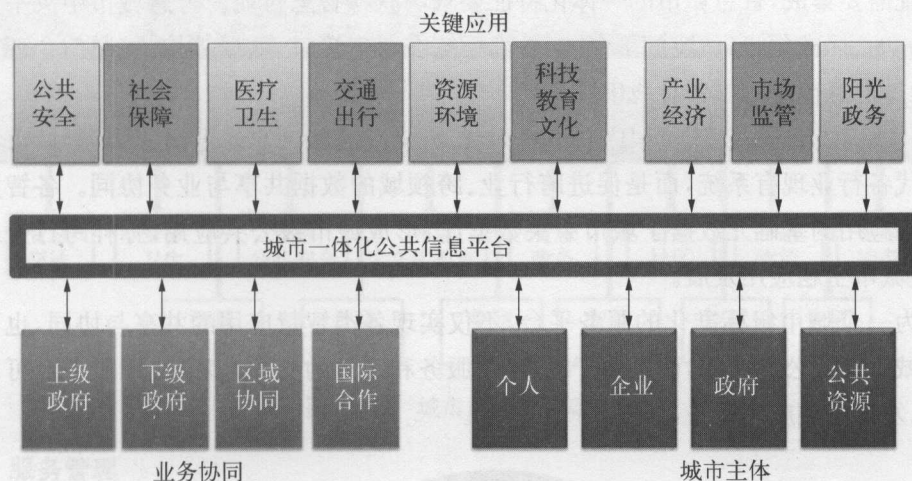 关键应用
公共
安全
社会
保障
医疗
卫生
交通
出行
资源
环境
科技
教育
文化
产业
经济
市场
监管
阳光
政务
城市一体化公共信息平台
上级
政府
下级
政府
区域
协同
国际
合作
个人
企业
政府
公共
资源
业务协同
城市主体